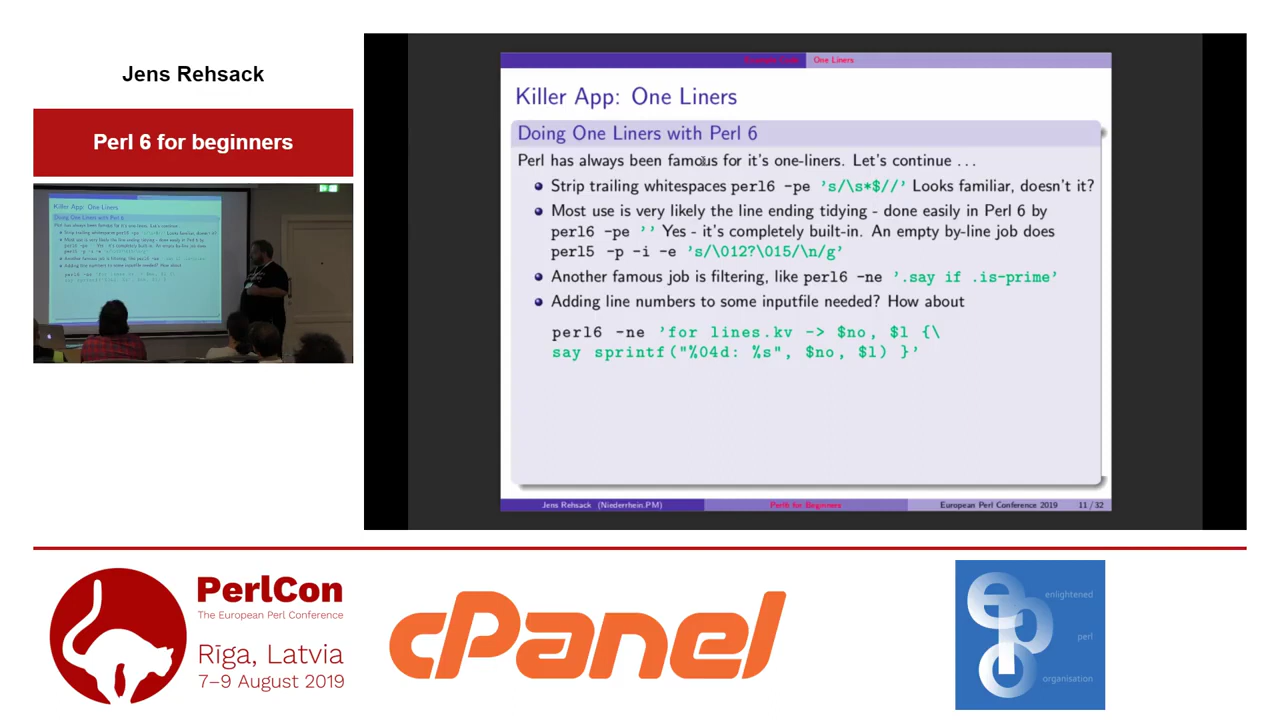 Jens Rehsack
Perl 6 for beginners
One Liners
Killer App: One Liners
Doing One Liners with Perl 6
Perl has always been famous for it's one-liners. Let's continue ...
Strip trailing whitespaces perl6 -pe 's/\s*$//' Looks familiar, doesn't it?
Most use is very likely the line ending tidying - done easily in Perl 6 by
perl6 -pe '' Yes - it's completely built-in. An empty by-line job does
perl5 -p -i -e 's/\012?\015/\n/g'
Another famous job is filtering, like perl6 -ne '.say if .is-prime'
Adding line numbers to some inputfile needed? How about
perl6 -ne 'for lines.kv -> $no, $l {\
say sprintf("%04d: %s", $no, $l) }'
Jens Rehsack (Niederrhein.PM)
Perl6 for Beginners
European Perl Conference 2019
11 / 32
PerlCon
The European Perl Conference
Rīga, Latvia
7–9 August 2019
cPanel
epo
enlightened
perl
organisation